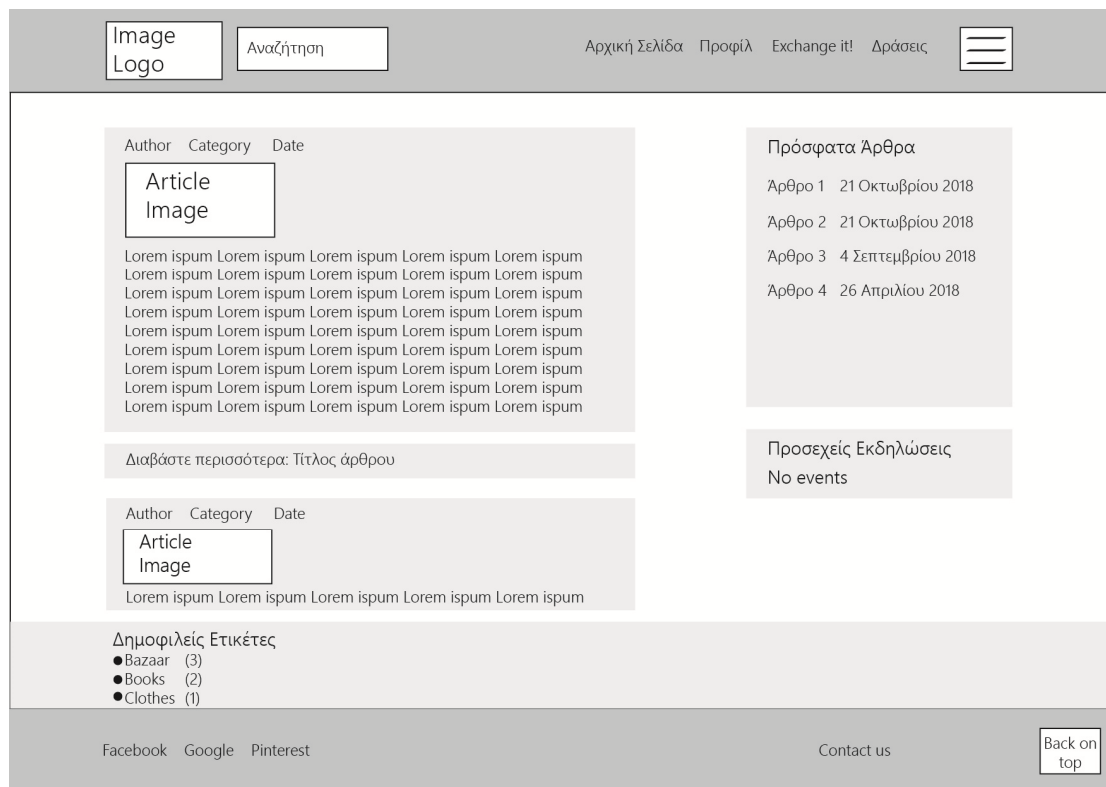 Image
Logo
Αναζήτηση
Αρχική Σελίδα Προφίλ Exchange it! Δράσεις
Author Category Date
Article
Image
Lorem ispum Lorem ispum Lorem ispum Lorem ispum Lorem ispum
Lorem ispum Lorem ispum Lorem ispum Lorem ispum Lorem ispum
Lorem ispum Lorem ispum Lorem ispum Lorem ispum Lorem ispum
Lorem ispum Lorem ispum Lorem ispum Lorem ispum Lorem ispum
Lorem ispum Lorem ispum Lorem ispum Lorem ispum Lorem ispum
Lorem ispum Lorem ispum Lorem ispum Lorem ispum Lorem ispum
Lorem ispum Lorem ispum Lorem ispum Lorem ispum Lorem ispum
Lorem ispum Lorem ispum Lorem ispum Lorem ispum Lorem ispum
Lorem ispum Lorem ispum Lorem ispum Lorem ispum Lorem ispum
Διαβάστε περισσότερα: Τίτλος άρθρου
Author Category Date
Article
Image
Lorem ispum Lorem ispum Lorem ispum Lorem ispum Lorem ispum
Πρόσφατα Άρθρα
Άρθρο 1 21 Οκτωβρίου 2018
Άρθρο 2 21 Οκτωβρίου 2018
Άρθρο 3 4 Σεπτεμβρίου 2018
Άρθρο 4 26 Απριλίου 2018
Προσεχείς Εκδηλώσεις
No events
Δημοφιλείς Ετικέτες
●Bazaar (3)
●Books (2)
●Clothes (1)
Facebook Google Pinterest
Contact us
Back on
top